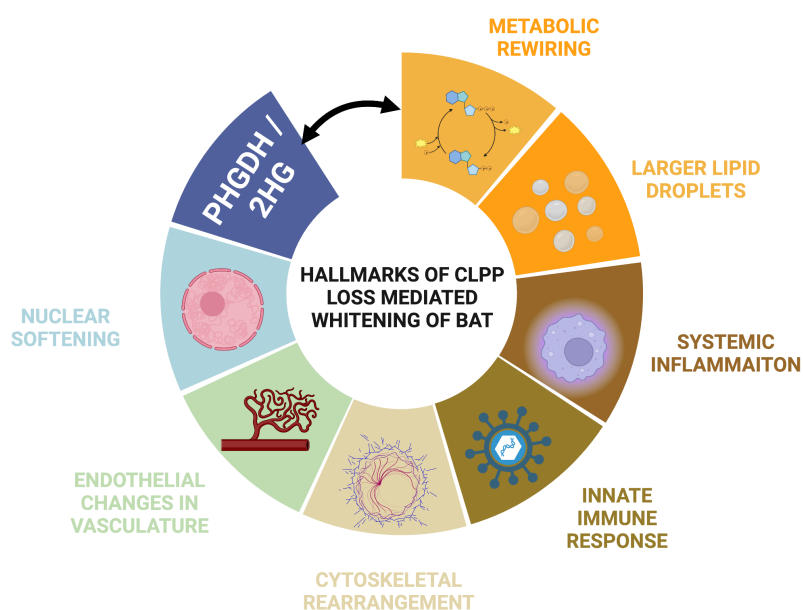 METABOLIC
REWIRING
LARGER LIPID
DROPLETS
SYSTEMIC
INFLAMMAITON
INNATE
IMMUNE
RESPONSE
CYTOSKELETAL
REARRANGEMENT
ENDOTHELIAL
CHANGES IN
VASCULATURE
NUCLEAR
SOFTENING
PHGDH /
2HG
HALLMARKS OF CLPP
LOSS MEDIATED
WHITENING OF BAT